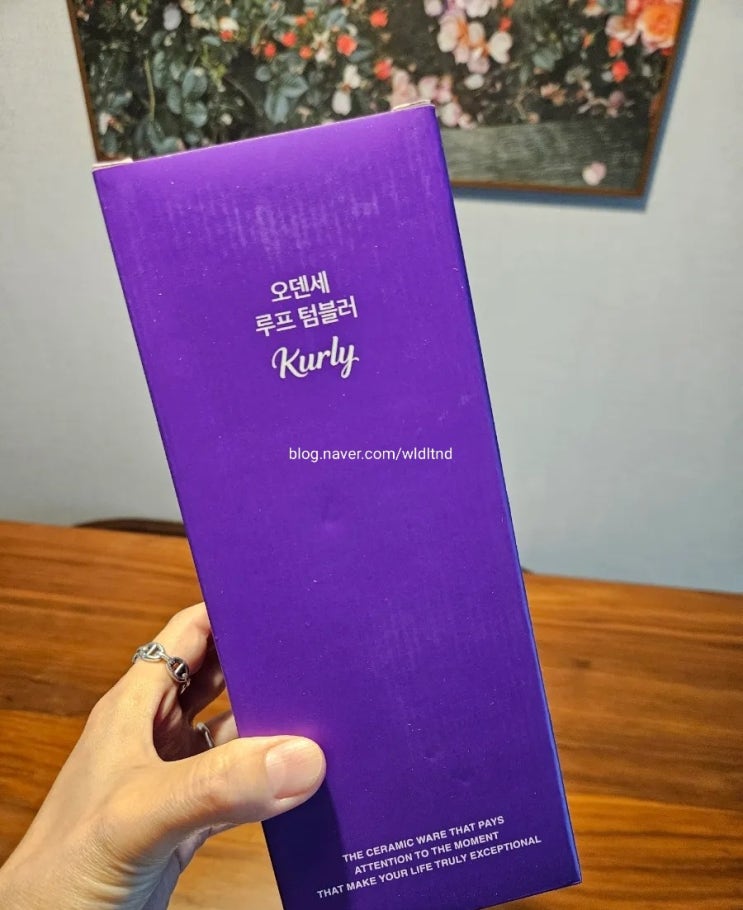 오덴세
루프 텀블러
Kurly
blog.naver.com/wldltnd
THE CERAMIC WARE THAT PAYS
ATTENTION TO THE MOMENT
THAT MAKE YOUR LIFE TRULY EXCEPTIONAL